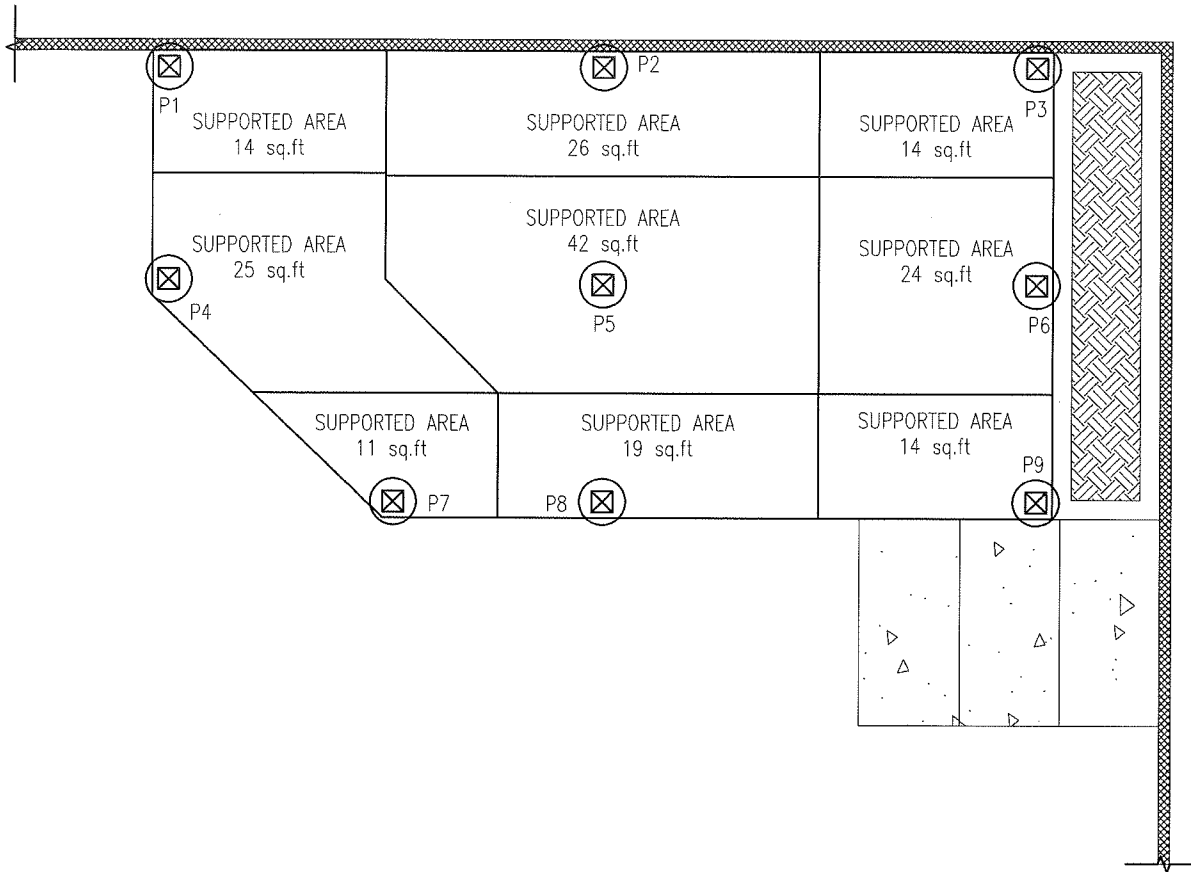 P1
SUPPORTED AREA
14 sq.ft
P2
SUPPORTED AREA
26 sq.ft
P3
SUPPORTED AREA
14 sq.ft
SUPPORTED AREA
25 sq.ft
P4
SUPPORTED AREA
42 sq.ft
P5
SUPPORTED AREA
24 sq.ft
P6
SUPPORTED AREA
11 sq.ft
P7
SUPPORTED AREA
19 sq.ft
P8
SUPPORTED AREA
14 sq.ft
P9